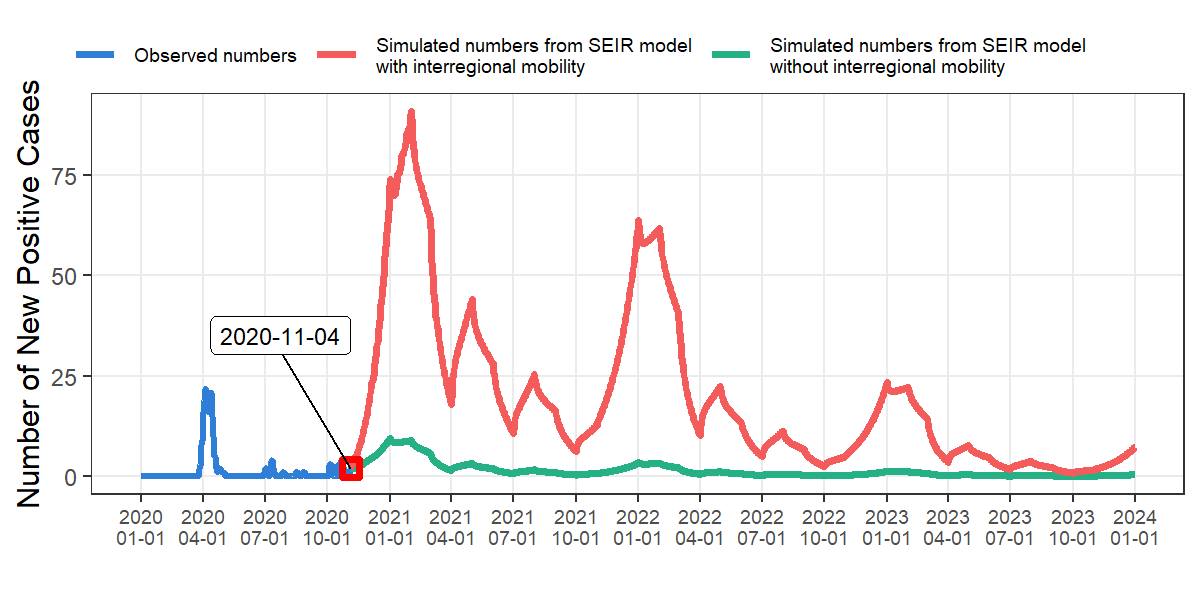 Observed numbers
Simulated numbers from SEIR model
with interregional mobility
Simulated numbers from SEIR model
without interregional mobility
Number of New Positive Cases
75
50
25
0
2020-11-04
2020 2020 2020 2020 2021 2021 2021 2021 2022 2022 2022 2022 2023 2023 2023 2023 2024
01-01 04-01 07-01 10-01 01-01 04-01 07-01 10-01 01-01 04-01 07-01 10-01 01-01 04-01 07-01 10-01 01-01